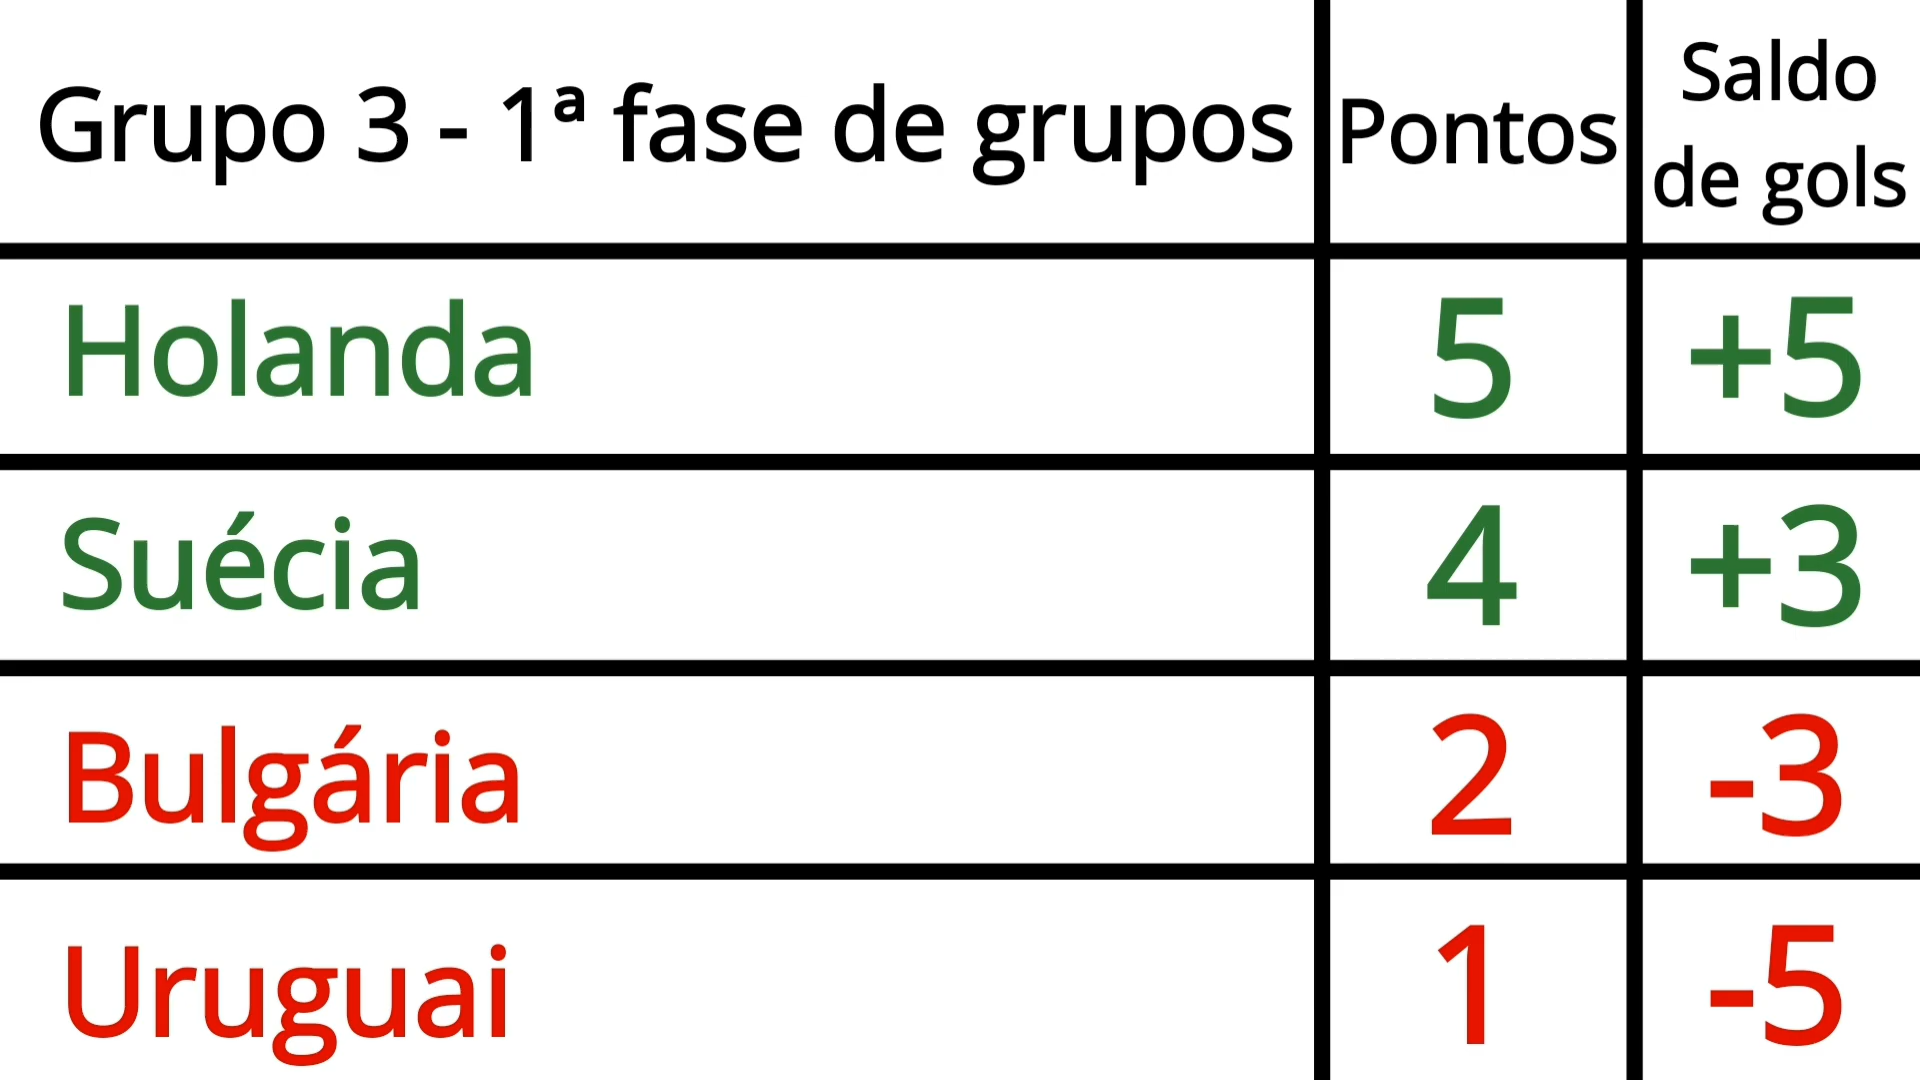 Grupo 3 - 1ª fase de grupos Pontos Saldo de gols
Holanda 5 +5
Suécia 4 +3
Bulgária 2 -3
Uruguai 1 -5